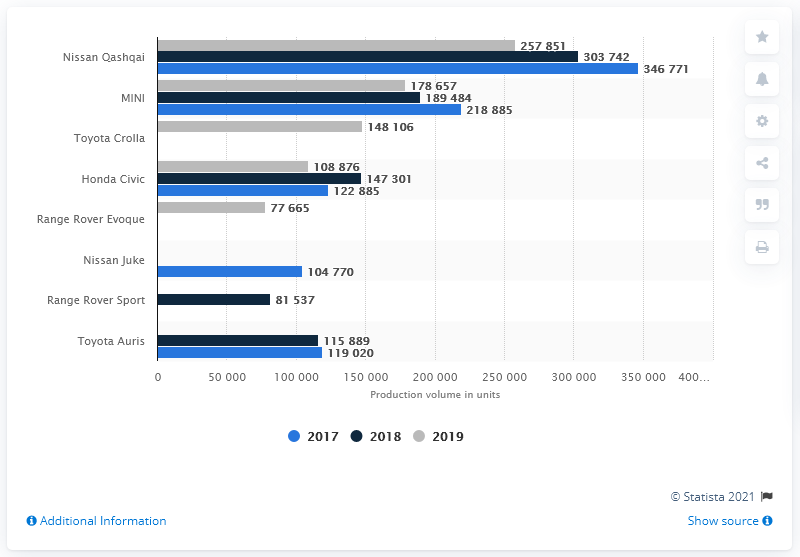 Nissan Qashqai
257 851
303 742
346 771
MINI
178 657
189 484
218 885
Toyota Crolla
148 106
Honda Civic
108 876
147 301
122 885
Range Rover Evoque
77 665
Nissan Juke
104 770
Range Rover Sport
81 537
Toyota Auris
115 889
119 020
0 50 000 100 000 150 000 200 000 250 000 300 000 350 000 400...
Production volume in units
2017 2018 2019
© Statista 2021
Additional Information Show source